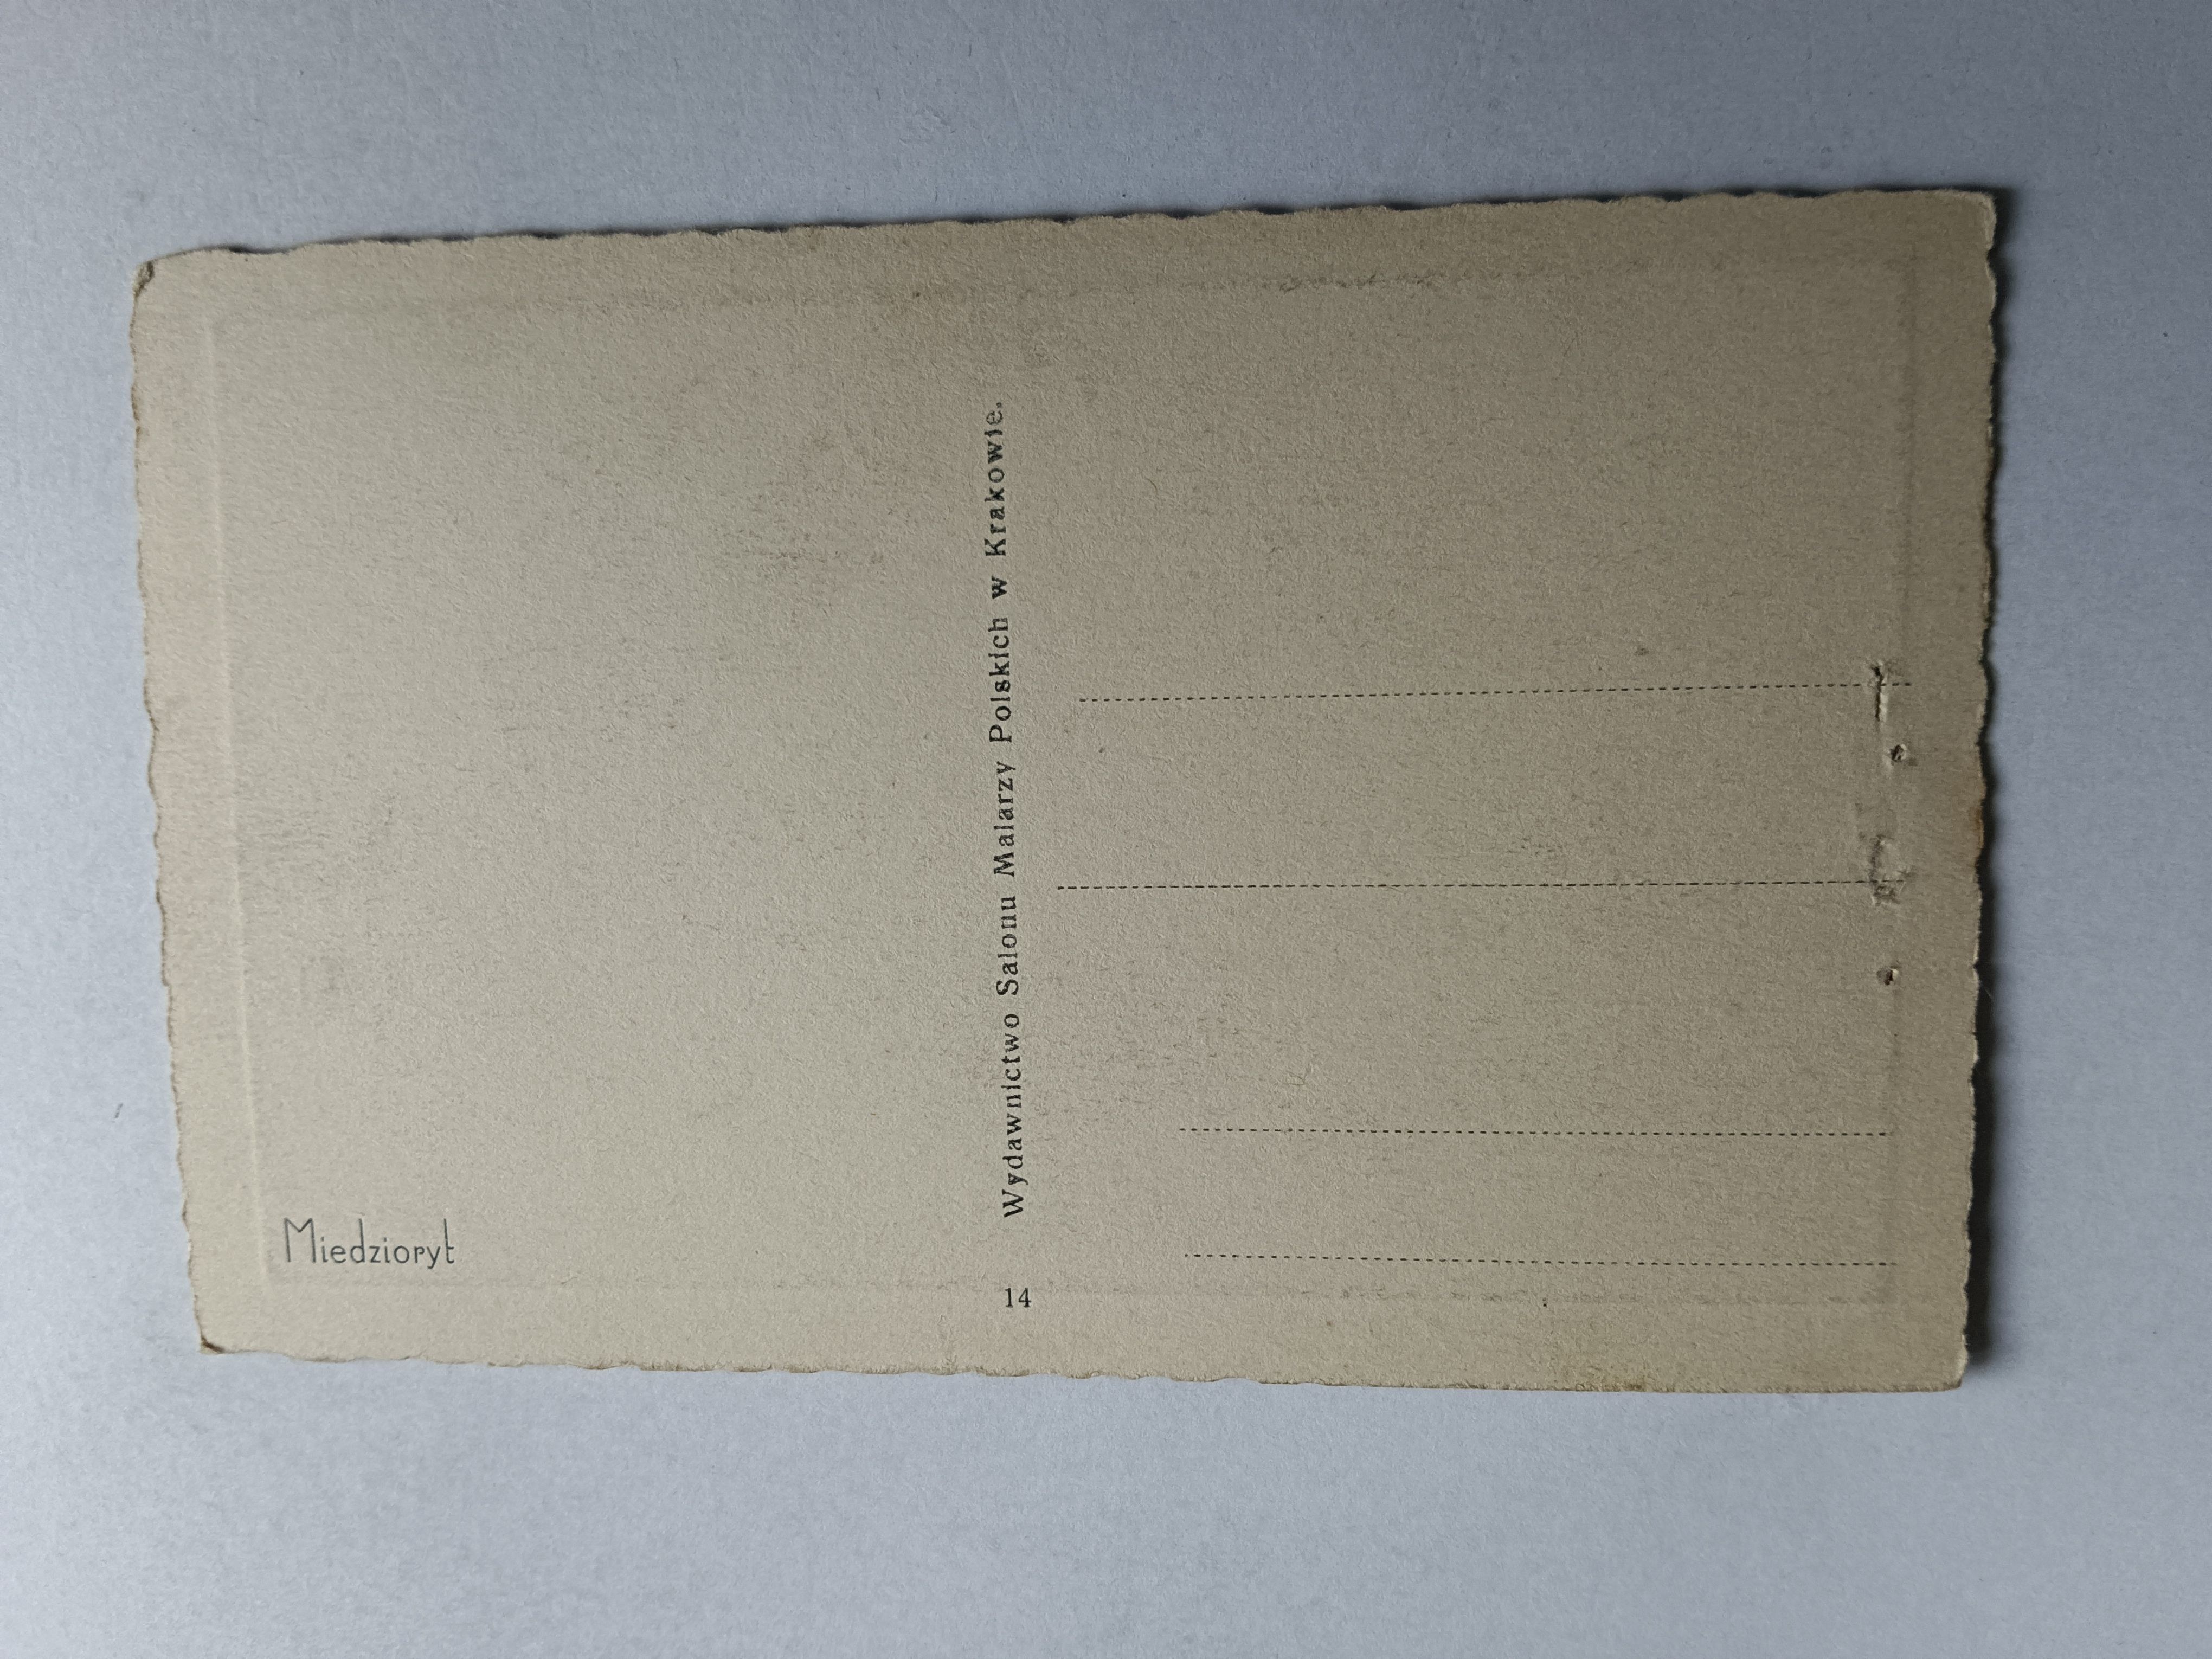 Miedzioryt
Wydawnictwo Salonu Malarzy Polskich w Krakowie.
14